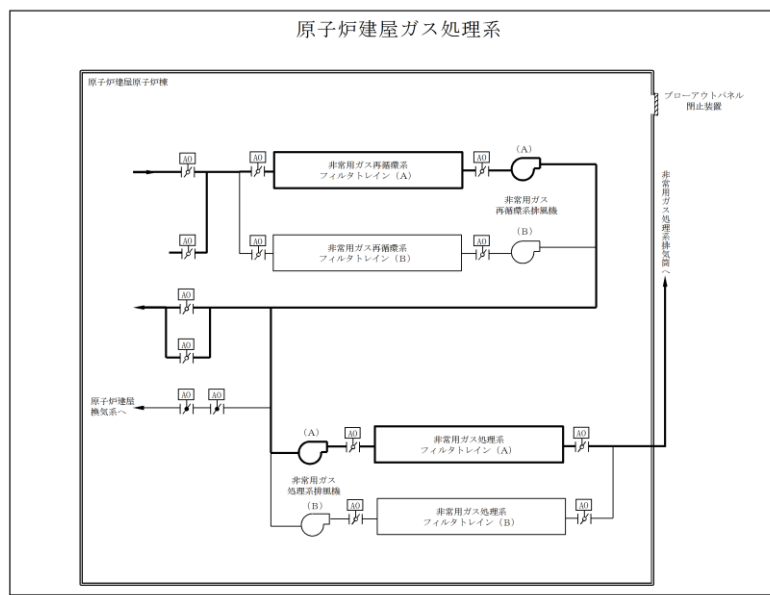 原子炉建屋ガス処理系
原子炉建屋原子炉棟
ブローアウトパネル
閉止装置
AO
AO
非常用ガス再循環系
フィルタトレイン（A）
AO
（A）
非常用ガス
再循環系排風機
AO
AO
非常用ガス再循環系
フィルタトレイン（B）
AO
（B）
非常用ガス処理系排気筒へ
AO
AO
原子炉建屋
換気系へ
AO
AO
（A）
AO
非常用ガス処理系
フィルタトレイン（A）
AO
非常用ガス
処理系排風機
（B）
AO
非常用ガス処理系
フィルタトレイン（B）
AO